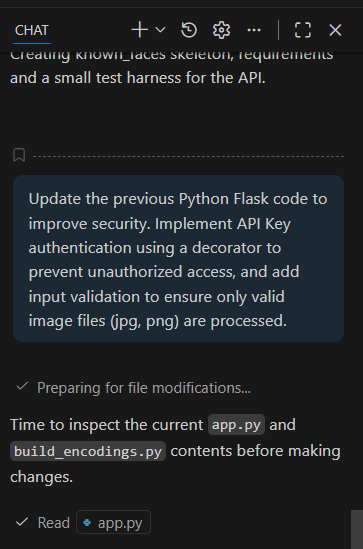 CHAT
Creating known_faces skeleton, requirements
and a small test harness for the API.
Update the previous Python Flask code to
improve security. Implement API Key
authentication using a decorator to
prevent unauthorized access, and add
input validation to ensure only valid
image files (jpg, png) are processed.
Preparing for file modifications...
Time to inspect the current app.py and
build_encodings.py contents before making
changes.
Read app.py